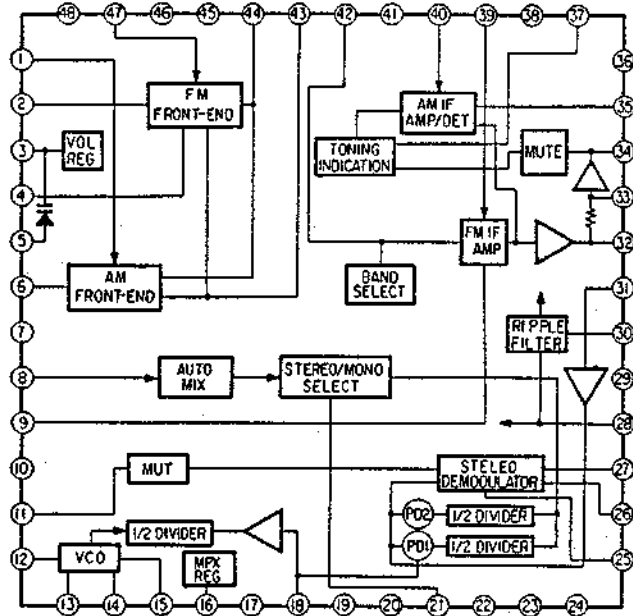 48 47 46 45 44 43 42 41 40 39 38 37
1
2
3
4
5
6
7
8
9
10
11
12
13 14 15 16 17 18 19 20 21 22 23 24
36
35
34
33
32
31
30
29
28
27
26
25
FM
FRONT-END
AM IF
AMP/DET
VOL
REG
TONING
INDICATION
MUTE
FM IF
AMP
AM
FRONT-END
BAND
SELECT
RIPPLE
FILTER
AUTO
MIX
STEREO/MONO
SELECT
MUT
STELEO
DEMODULATOR
PD2
1/2 DIVIDER
1/2 DIVIDER
PD1
1/2 DIVIDER
VCO
MPX
REG